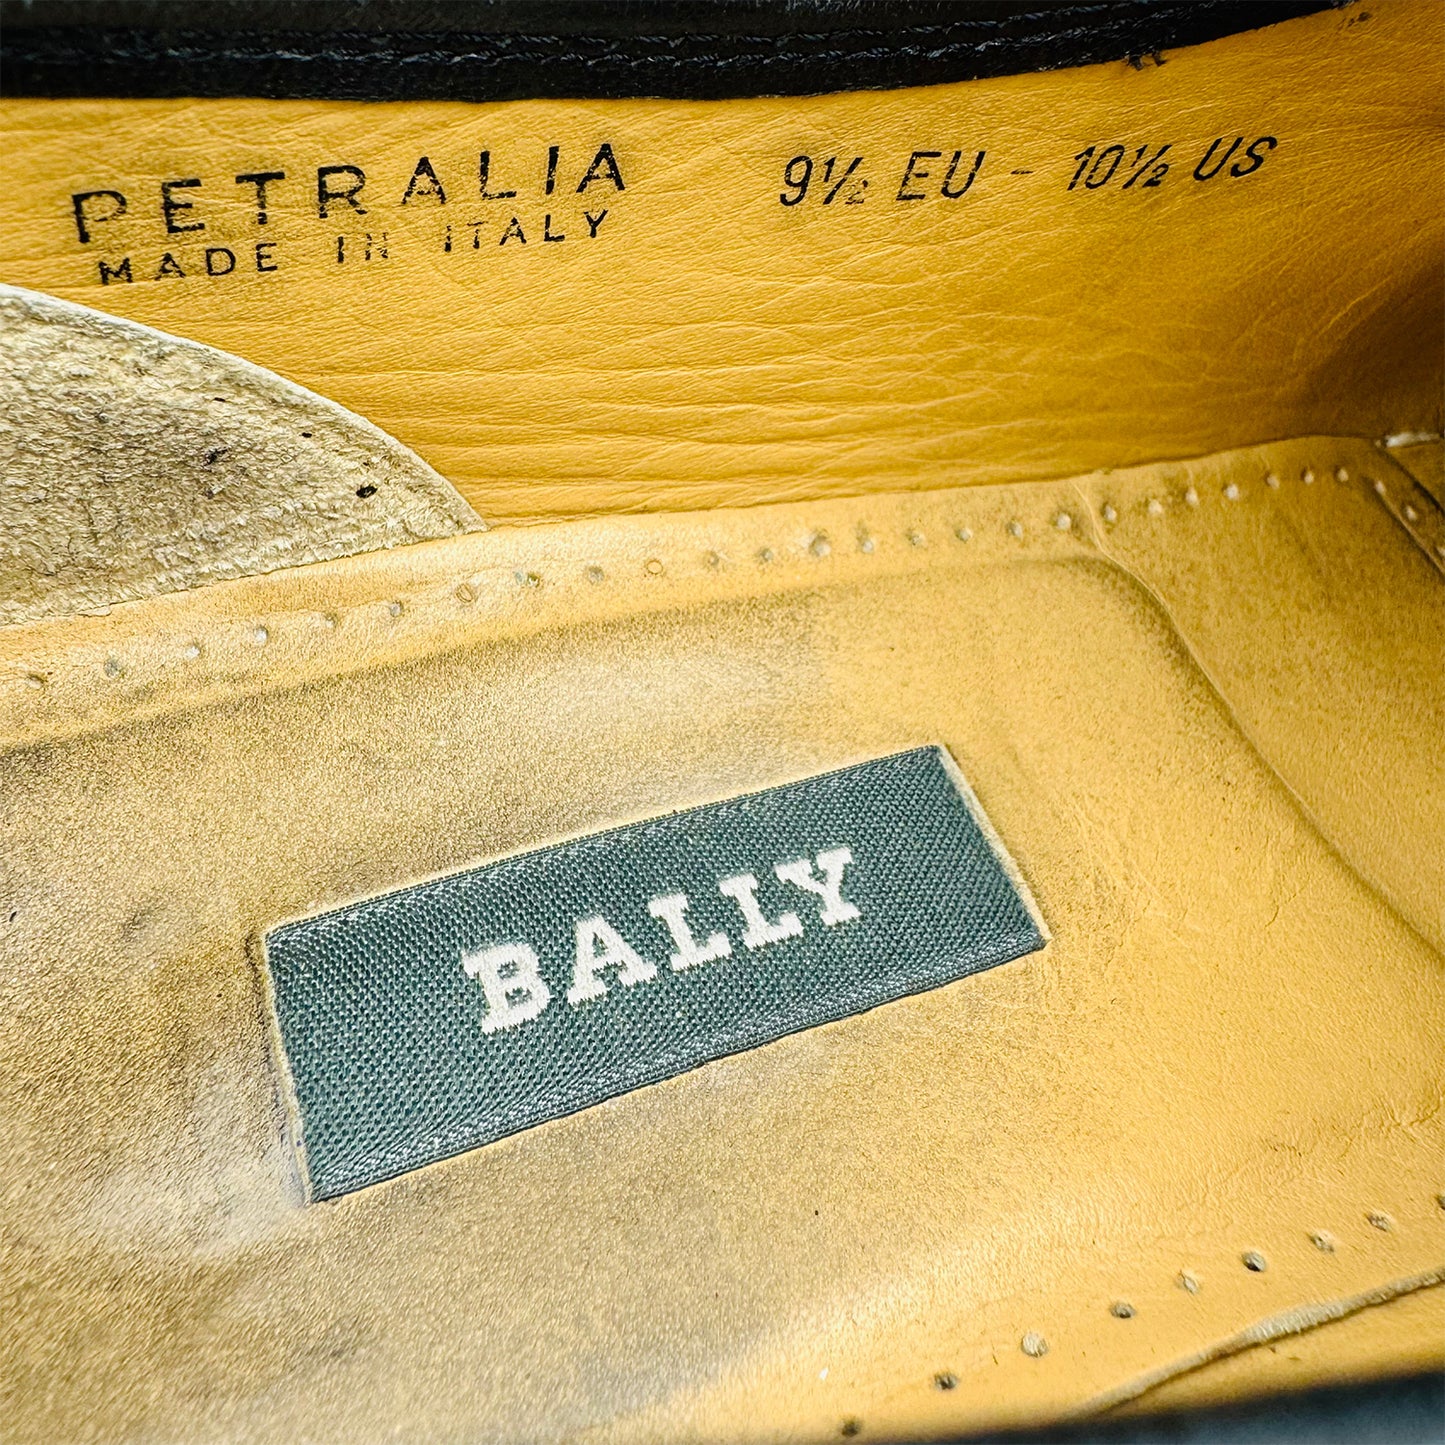 PETRALIA
MADE IN ITALY
9½ EU - 10½ US
BALLY